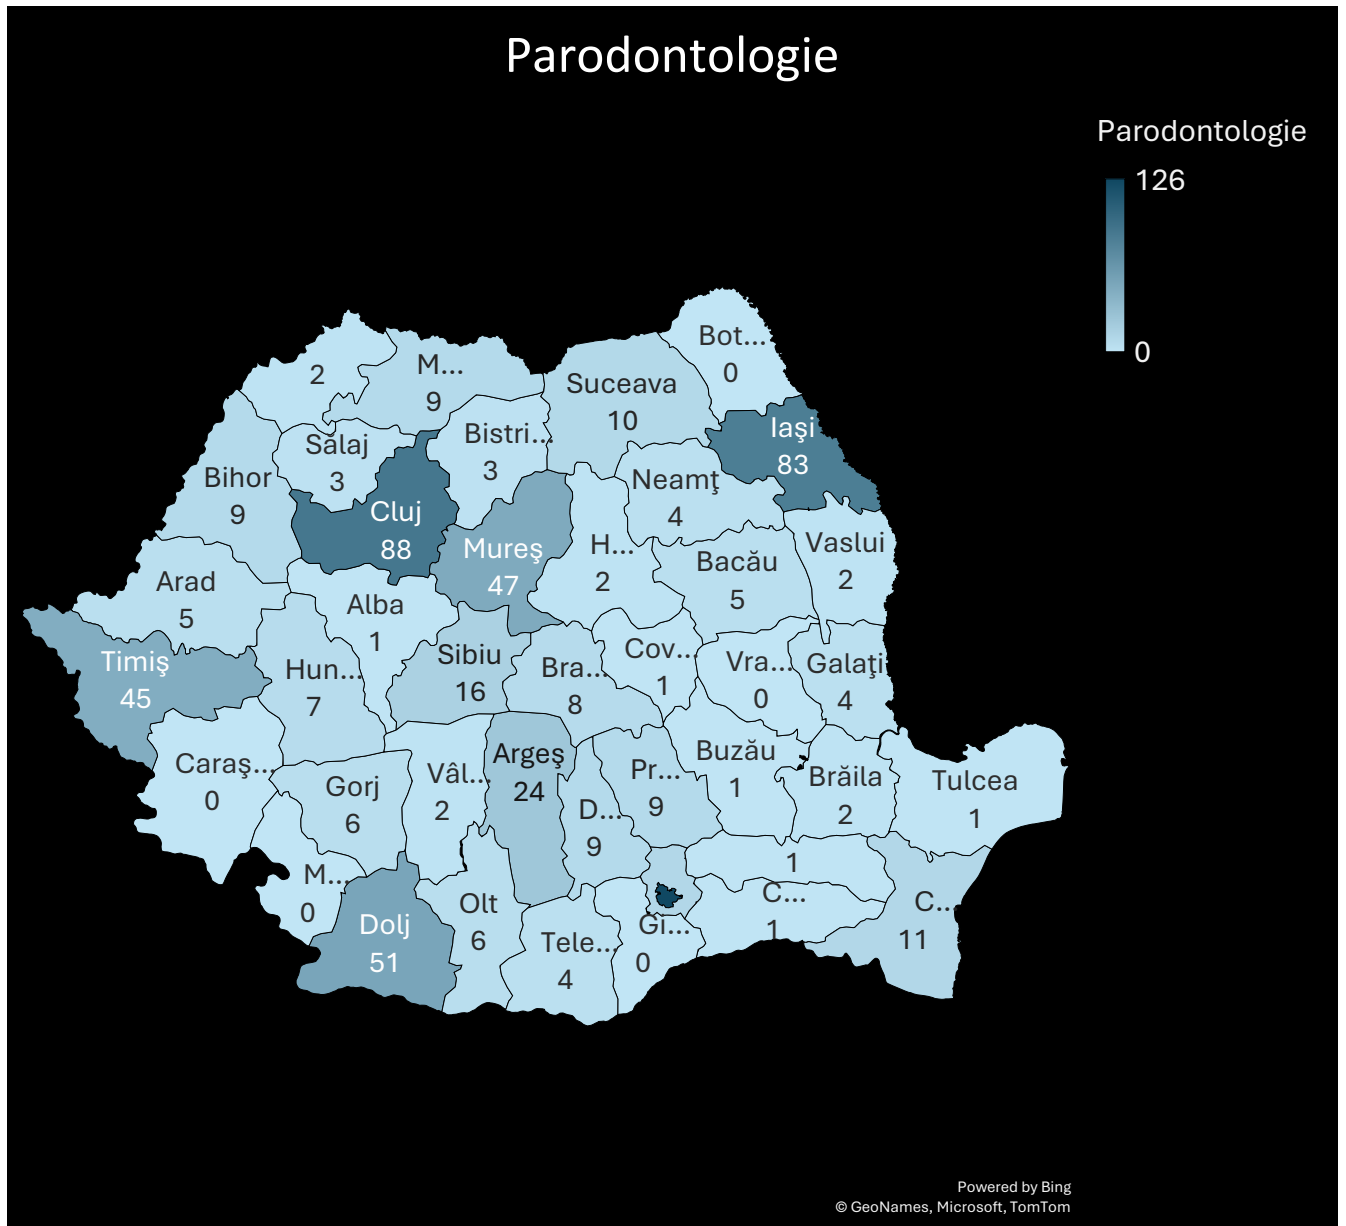 Parodontologie
Parodontologie
126
0
Bot...
0
2
M...
9
Suceava
10
Iaşi
83
Sălaj
3
Bistri...
3
Bihor
9
Neamţ
4
Cluj
88
Mureş
47
H...
2
Vaslui
2
Bacău
5
Arad
5
Alba
1
Timiş
45
Hun...
7
Sibiu
16
Bra...
8
Cov...
1
Vra...
0
Galaţi
4
Caraş...
0
Gorj
6
Vâl...
2
Argeş
24
D...
9
Pr...
9
Buzău
1
Brăila
2
Tulcea
1
M...
0
Dolj
51
Olt
6
Tele...
4
Gi...
0
1
C...
1
C...
11
Powered by Bing
© GeoNames, Microsoft, TomTom